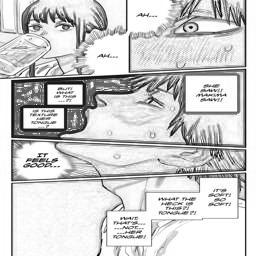 AH...
AH...
SHE
SAW!!
MAKIMA
SAW!!
BUT!
WHAT IS
THIS
...?!
IS THIS
TEXTURE
HER
TONGUE?
IT
FEELS
GOOD...
IT'S
SOFT!
SO
SOFT!
WHAT
THE
HECK IS
THIS?!
TONGUE?!
WAIT.
THAT'S...
...NOT...
...HER
TONGUE!!